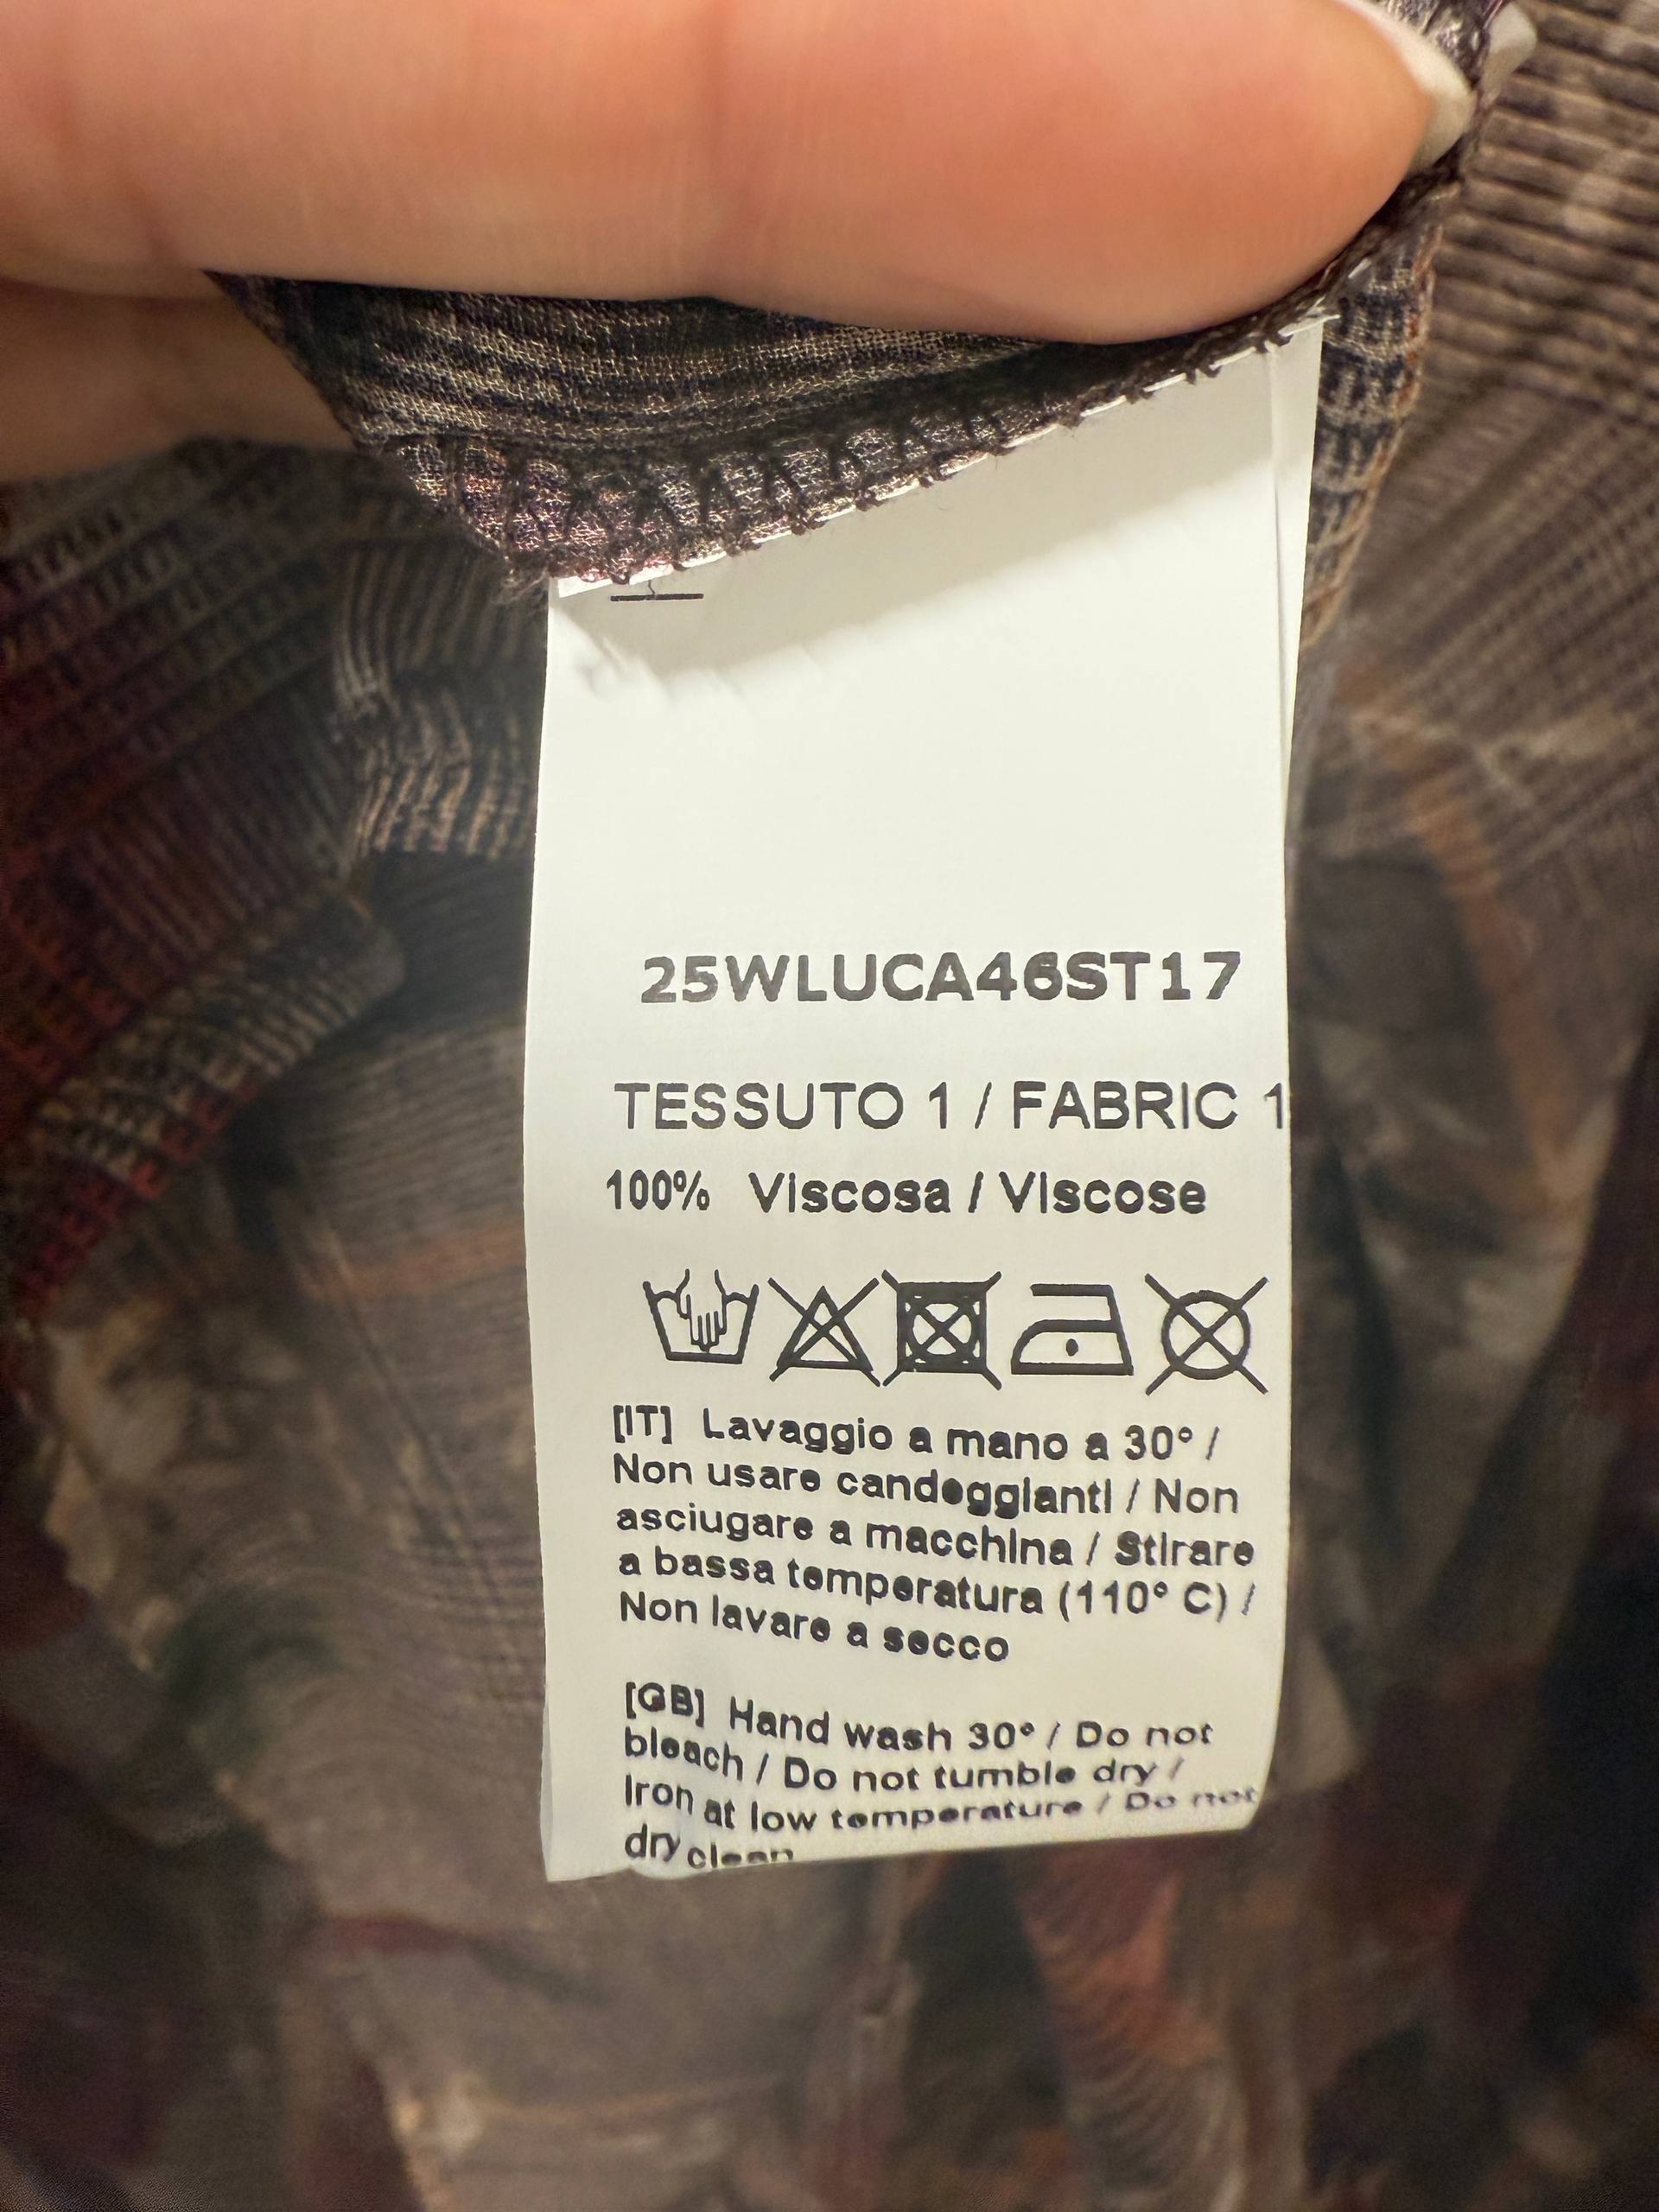 25WLUCA46ST17
TESSUTO 1 / FABRIC 1
100% Viscosa / Viscose
[IT] Lavaggio a mano a 30° /
Non usare candeggianti / Non
asciugare a macchina / Stirare
a bassa temperatura (110° C) /
Non lavare a secco
[GB] Hand wash 30° / Do not
bleach / Do not tumble dry /
Iron at low temperature / Do not
dry clean